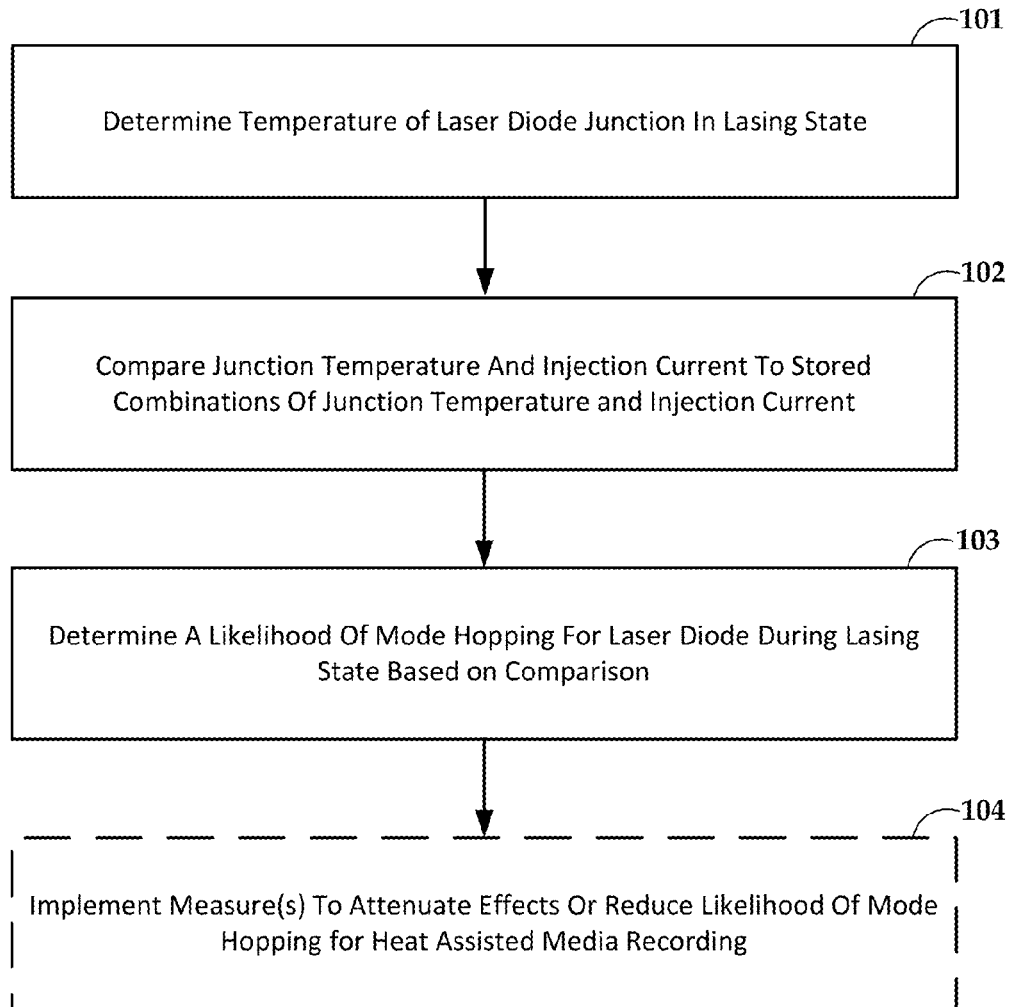 101
Determine Temperature of Laser Diode Junction In Lasing State
102
Compare Junction Temperature And Injection Current To Stored
Combinations Of Junction Temperature and Injection Current
103
Determine A Likelihood Of Mode Hopping For Laser Diode During Lasing
State Based on Comparison
104
Implement Measure(s) To Attenuate Effects Or Reduce Likelihood Of Mode
Hopping for Heat Assisted Media Recording